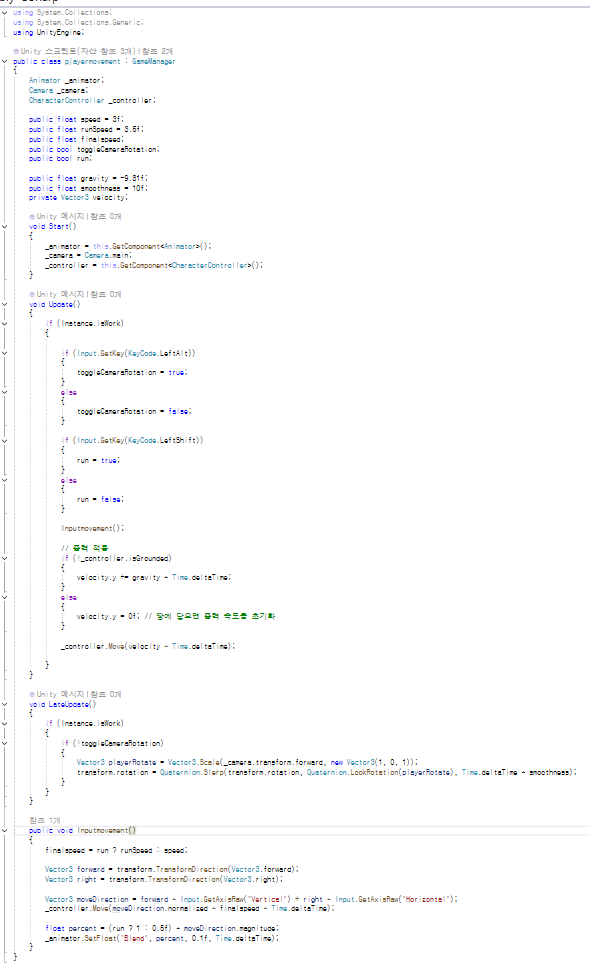 using System.Collections;
using System.Collections.Generic;
using UnityEngine;
Unity 스크립트(자산 참조 3개)|참조 2개
public class playermovement : GameManager
{
Animator _animator;
Camera _camera;
CharacterController _controller;
public float speed = 3f;
public float runSpeed = 3.5f;
public float finalspeed;
public bool toggleCameraRotation;
public bool run;
public float gravity = -9.81f;
public float smoothness = 10f;
private Vector3 velocity;
Unity 메시지|참조 0개
void Start()
{
_animator = this.GetComponent<Animator>();
_camera = Camera.main;
_controller = this.GetComponent<CharacterController>();
}
Unity 메시지|참조 0개
void Update()
{
if (Instance.isWork)
{
if (Input.GetKey(KeyCode.LeftAlt))
{
toggleCameraRotation = true;
}
else
{
toggleCameraRotation = false;
}
if (Input.GetKey(KeyCode.LeftShift))
{
run = true;
}
else
{
run = false;
}
Inputmovement();
// 중력 적용
if (!_controller.isGrounded)
{
velocity.y += gravity * Time.deltaTime;
}
else
{
velocity.y = 0f; // 땅에 닿으면 중력 속도를 초기화
}
_controller.Move(velocity * Time.deltaTime);
}
}
Unity 메시지|참조 0개
void LateUpdate()
{
if (Instance.isWork)
{
if (!toggleCameraRotation)
{
Vector3 playerRotate = Vector3.Scale(_camera.transform.forward, new Vector3(1, 0, 1));
transform.rotation = Quaternion.Slerp(transform.rotation, Quaternion.LookRotation(playerRotate), Time.deltaTime * smoothness);
}
}
}
참조 1개
public void Inputmovement()
{
finalspeed = run ? runSpeed : speed;
Vector3 forward = transform.TransformDirection(Vector3.forward);
Vector3 right = transform.TransformDirection(Vector3.right);
Vector3 moveDirection = forward * Input.GetAxisRaw("Vertical") + right * Input.GetAxisRaw("Horizontal");
_controller.Move(moveDirection.normalized * finalspeed * Time.deltaTime);
float percent = (run ? 1 : 0.5f) * moveDirection.magnitude;
_animator.SetFloat("Blend", percent, 0.1f, Time.deltaTime);
}
}